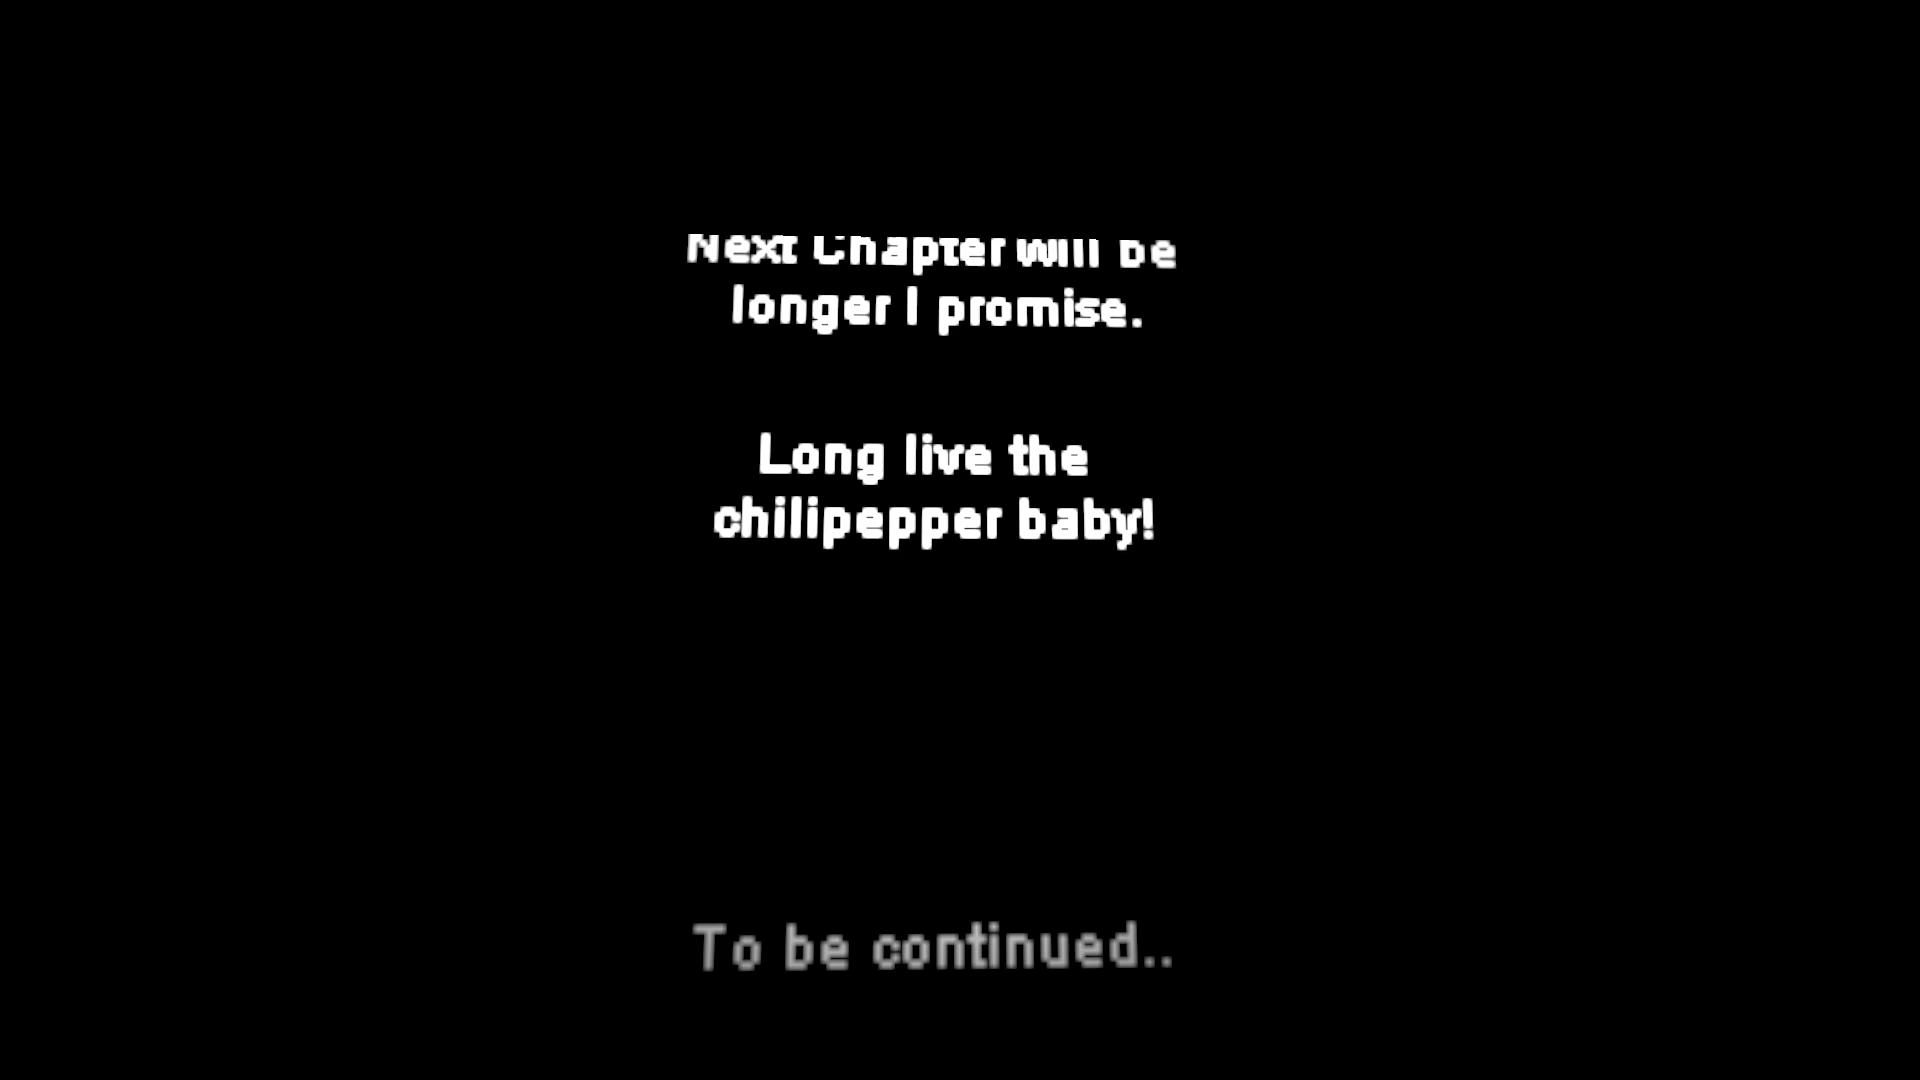 Next Chapter will be
longer I promise.
Long live the
chilipepper baby!
To be continued..